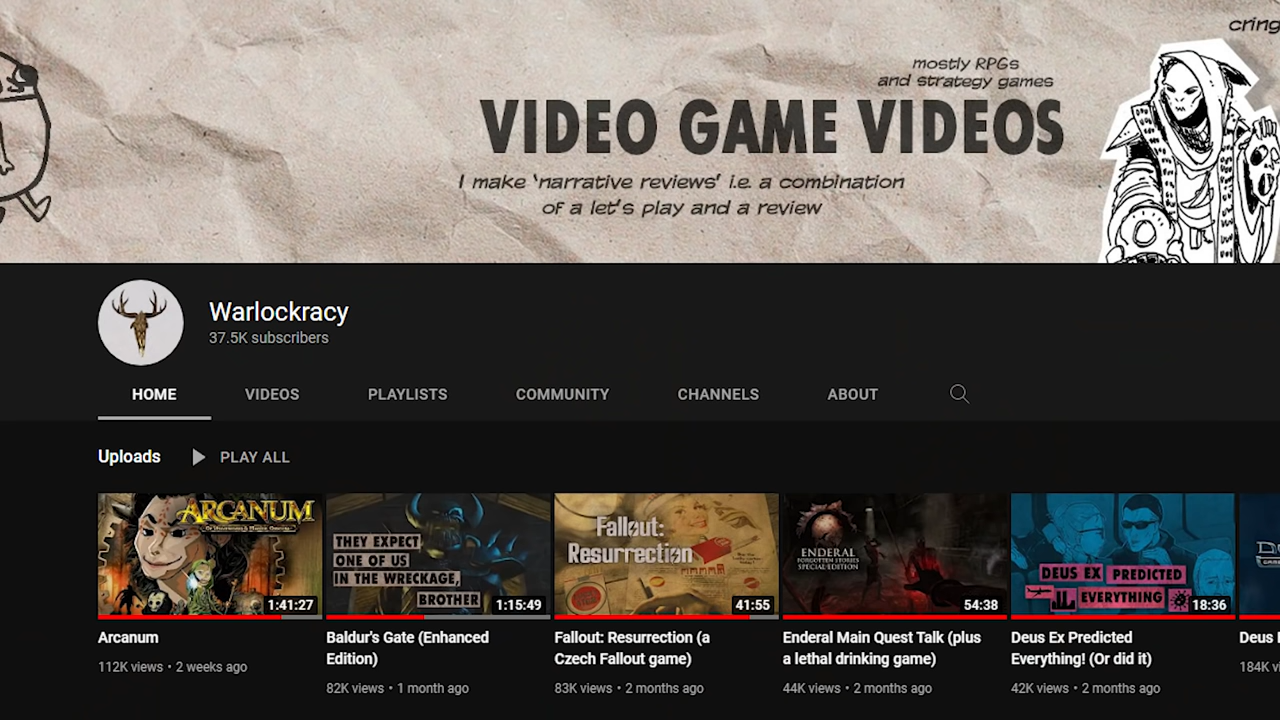 cring
mostly RPGs
and strategy games
VIDEO GAME VIDEOS
I make 'narrative reviews' i.e. a combination
of a let's play and a review
Warlockracy
37.5K subscribers
HOME VIDEOS PLAYLISTS COMMUNITY CHANNELS ABOUT
Uploads PLAY ALL
ARCANUM
1:41:27
THEY EXPECT
ONE OF US
IN THE WRECKAGE,
BROTHER
1:15:49
Fallout:
Resurrection
41:55
ENDERAL
FORGOTTEN STORIES
SPECIAL EDITION
54:38
DEUS EX PREDICTED
EVERYTHING
18:36
Arcanum
112K views • 2 weeks ago
Baldur's Gate (Enhanced
Edition)
82K views • 1 month ago
Fallout: Resurrection (a
Czech Fallout game)
83K views • 2 months ago
Enderal Main Quest Talk (plus
a lethal drinking game)
44K views • 2 months ago
Deus Ex Predicted
Everything! (Or did it)
42K views • 2 months ago
Deus
184K v